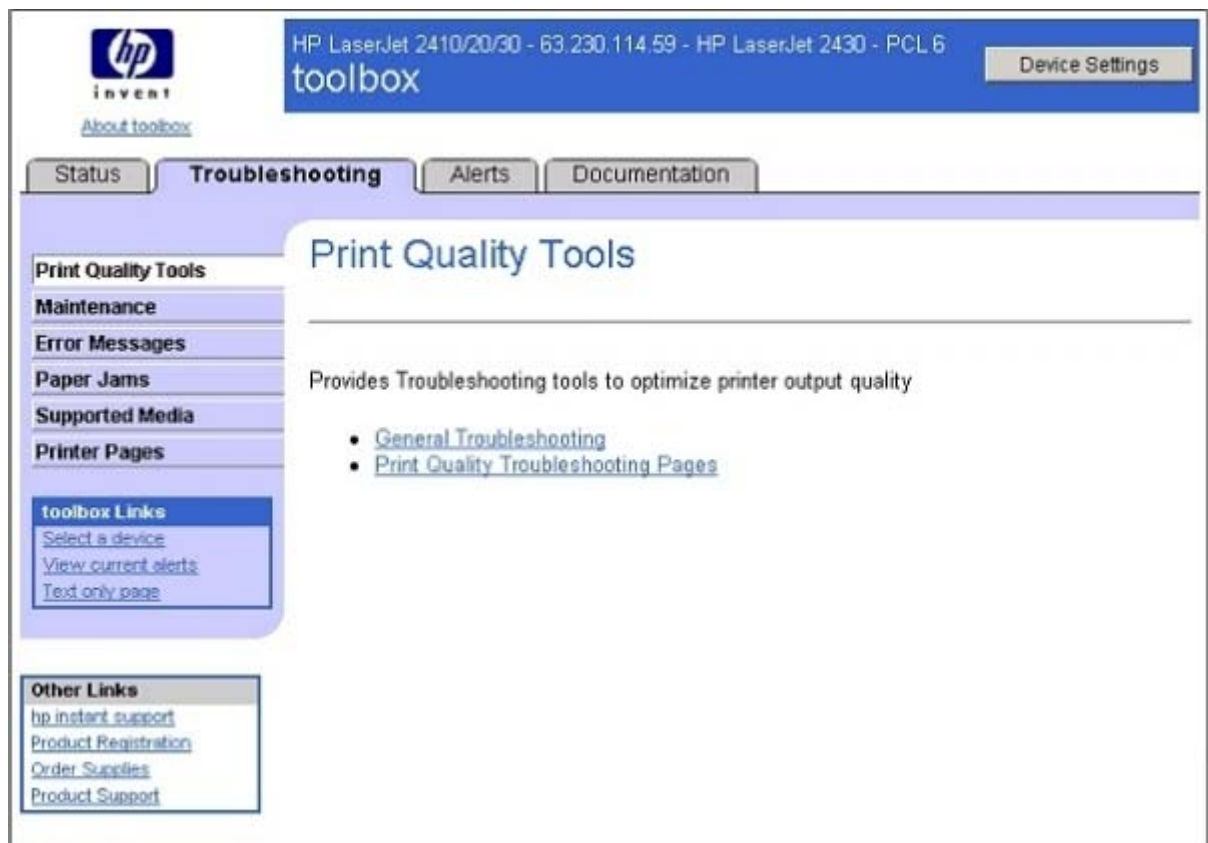 hp
invent
About toolbox
HP LaserJet 2410/20/30 - 63.230.114.59 - HP LaserJet 2430 - PCL 6
toolbox
Device Settings
Status
Troubleshooting
Alerts
Documentation
Print Quality Tools
Maintenance
Error Messages
Paper Jams
Supported Media
Printer Pages
toolbox Links
Select a device
View current alerts
Text only page
Other Links
hp instant support
Product Registration
Order Supplies
Product Support
Print Quality Tools
Provides Troubleshooting tools to optimize printer output quality
• General Troubleshooting
• Print Quality Troubleshooting Pages